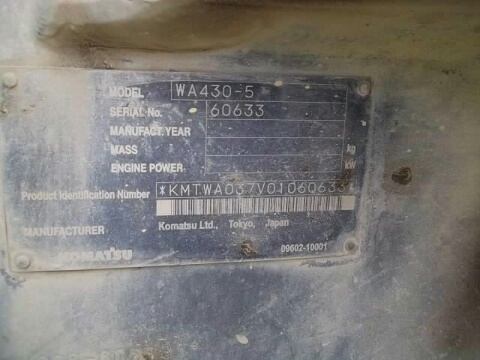 MODEL WA430-5
SERIAL No. 60633
MANUFACT.YEAR
MASS kg
ENGINE POWER kW
Product Identification Number *KMTWA037V01060633*
MANUFACTURER Komatsu Ltd., Tokyo, Japan
KOMATSU 09602-10001